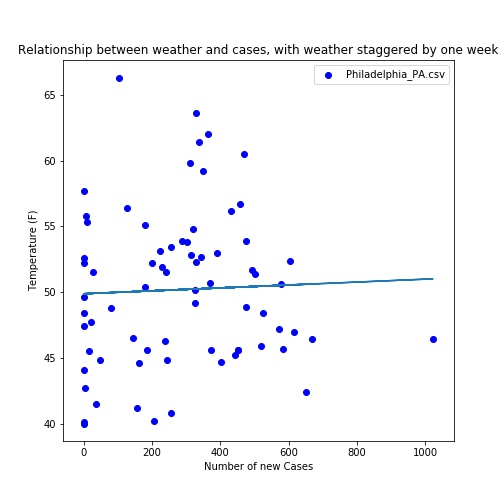 Relationship between weather and cases, with weather staggered by one week
Philadelphia_PA.csv
65
60
55
50
45
40
Temperature (F)
0 200 400 600 800 1000
Number of new Cases